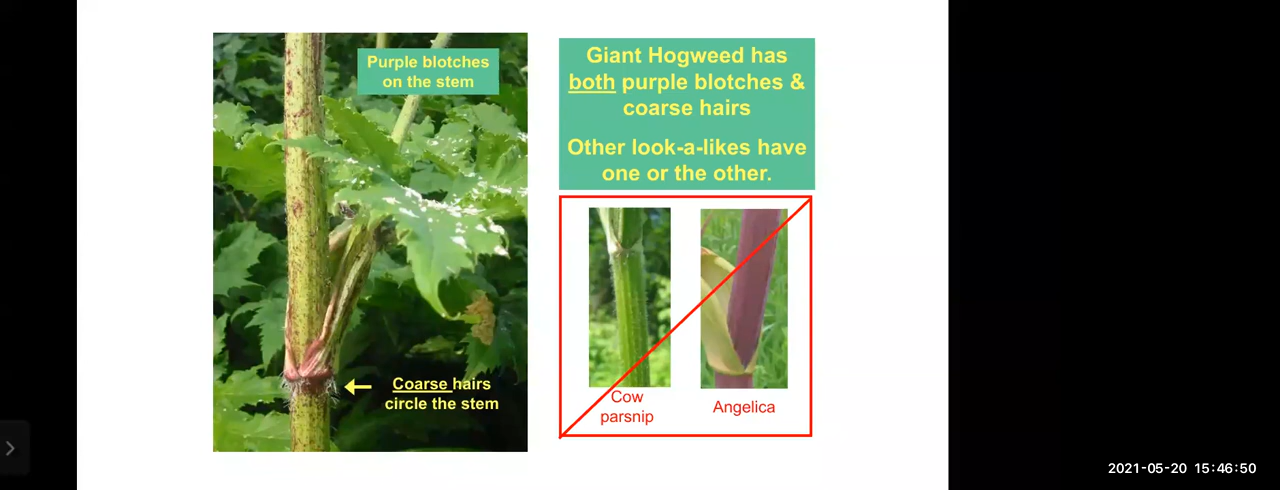 Purple blotches
on the stem
Coarse hairs
circle the stem
Giant Hogweed has
both purple blotches &
coarse hairs
Other look-a-likes have
one or the other.
Cow
parsnip
Angelica
2021-05-20 15:46:50